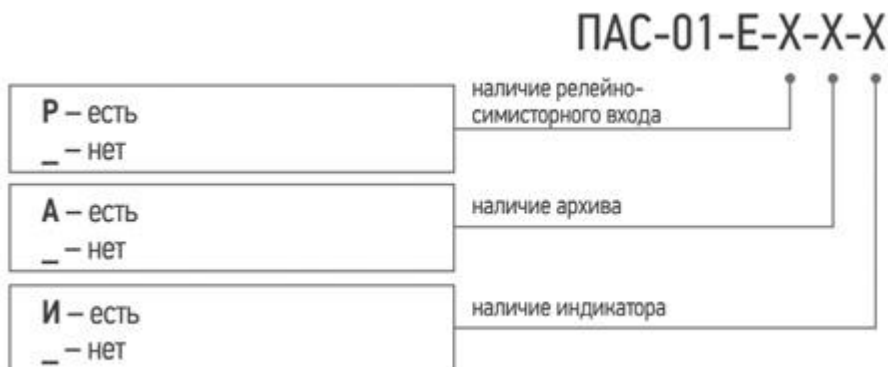 ПАС-01-Е-Х-Х-Х
Р – есть
_ – нет
наличие релейно-
симисторного входа
А – есть
_ – нет
наличие архива
И – есть
_ – нет
наличие индикатора